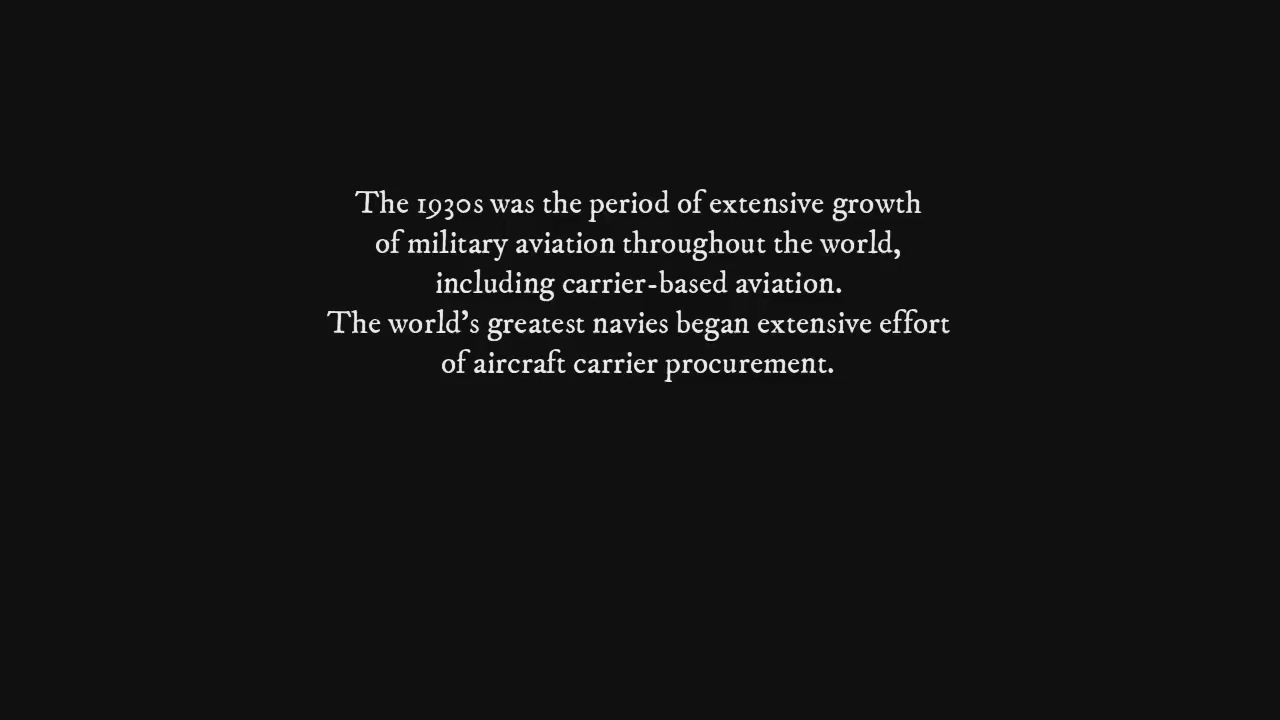 The 1930s was the period of extensive growth
of military aviation throughout the world,
including carrier-based aviation.
The world's greatest navies began extensive effort
of aircraft carrier procurement.